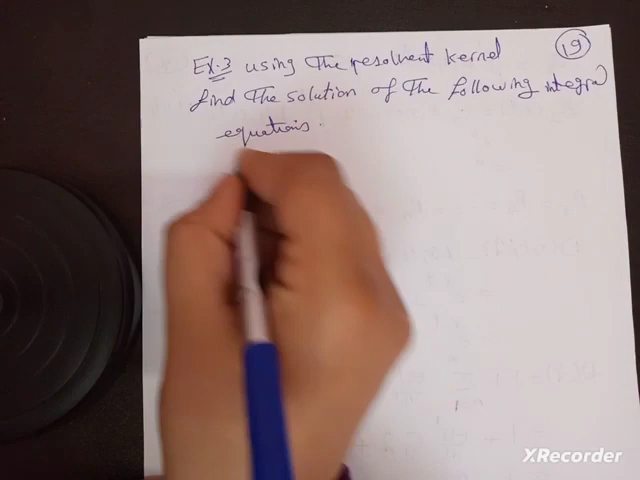 19
Ex.3 using The resolvent kernel
find The solution of The following integral
equations.
XRecorder